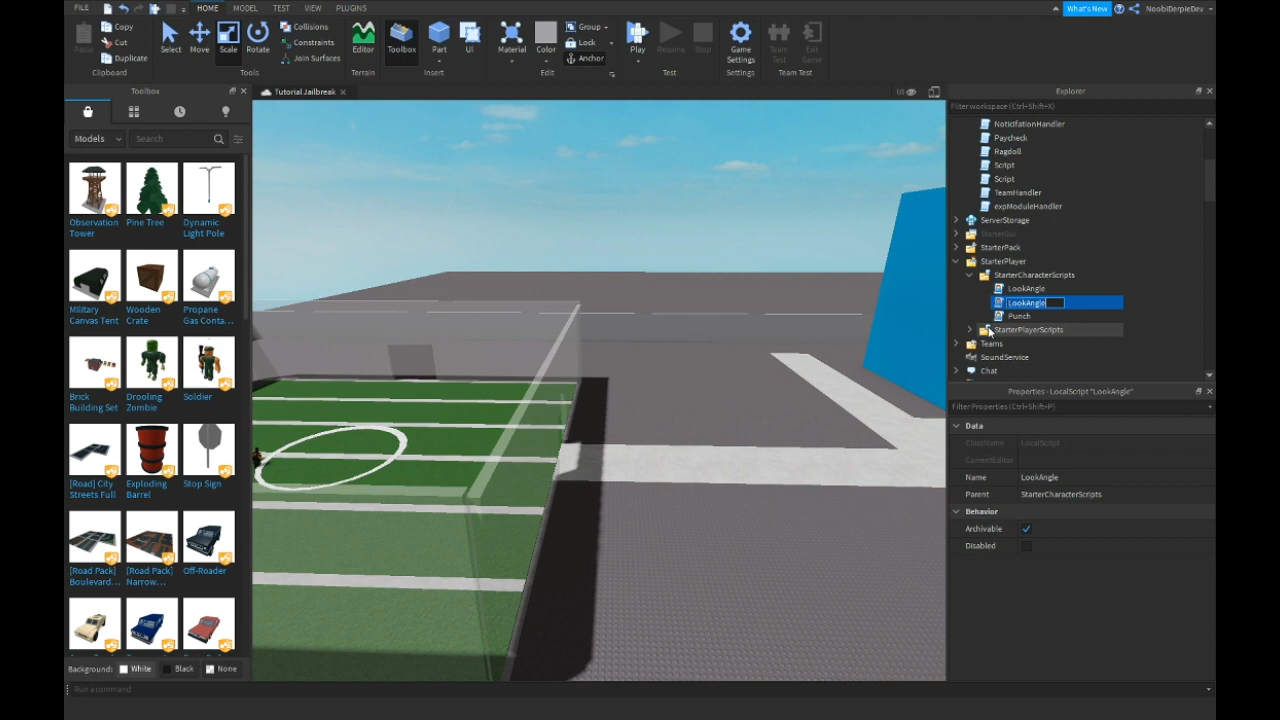 FILE HOME MODEL TEST VIEW PLUGINS What's New NoobiDerpieDev
Paste Copy Cut Duplicate Clipboard
Select Move Scale Rotate Collisions Constraints Join Surfaces Tools
Editor Terrain
Toolbox Part UI Insert
Material Color Group Lock Anchor Edit
Play Resume Stop Test
Game Settings Settings
Team Test Exit Game Team Test
Toolbox
Models Search
Observation Tower
Pine Tree
Dynamic Light Pole
Military Canvas Tent
Wooden Crate
Propane Gas Conta...
Brick Building Set
Drooling Zombie
Soldier
[Road] City Streets Full
Exploding Barrel
Stop Sign
[Road Pack] Boulevard...
[Road Pack] Narrow...
Off-Roader
Background: White Black None
Run a command
Tutorial Jailbreak
UI
Explorer
Filter workspace (Ctrl+Shift+X)
NoticifationHandler
Paycheck
Ragdoll
Script
Script
TeamHandler
expModuleHandler
ServerStorage
StarterGui
StarterPack
StarterPlayer
StarterCharacterScripts
LookAngle
LookAngle
Punch
StarterPlayerScripts
Teams
SoundService
Chat
Properties - LocalScript "LookAngle"
Filter Properties (Ctrl+Shift+P)
Data
ClassName LocalScript
CurrentEditor
Name LookAngle
Parent StarterCharacterScripts
Behavior
Archivable
Disabled